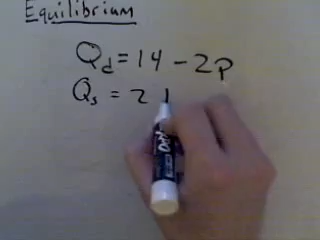 Equilibrium
Qd = 14 - 2p
Qs = 2